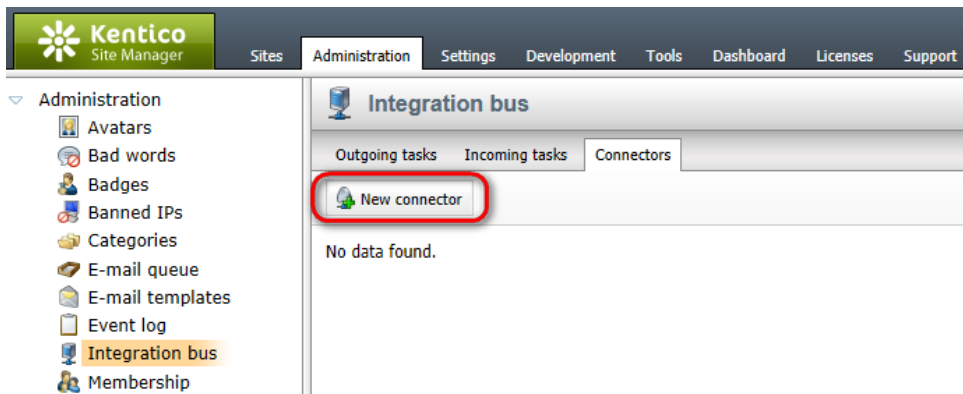 Kentico
Site Manager
Sites Administration Settings Development Tools Dashboard Licenses Support
Administration
Avatars
Bad words
Badges
Banned IPs
Categories
E-mail queue
E-mail templates
Event log
Integration bus
Membership
Integration bus
Outgoing tasks Incoming tasks Connectors
New connector
No data found.